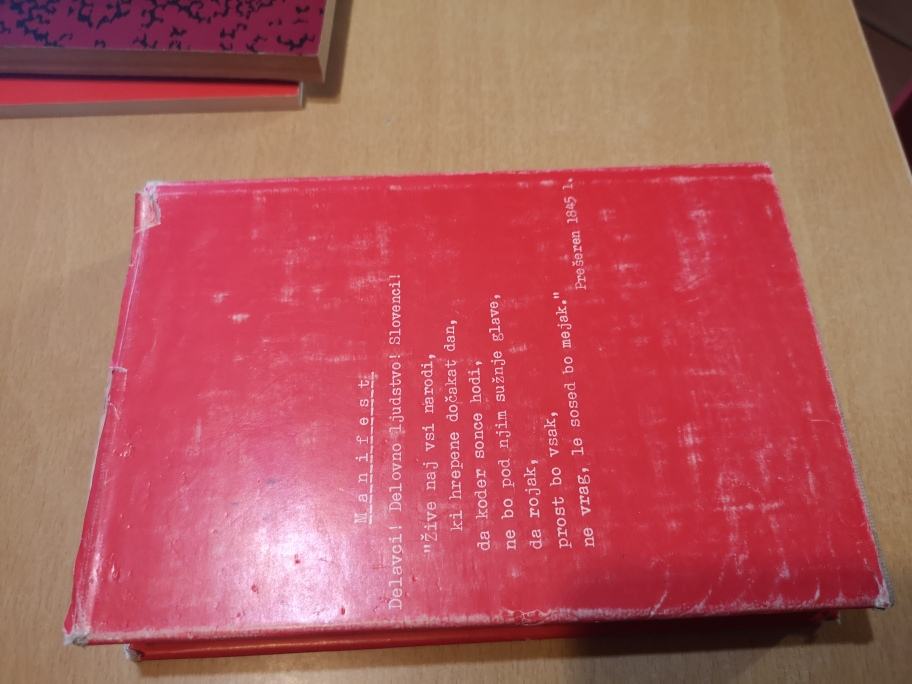 Manifest.
Delavci! Delovno ljudstvo! Slovenci!
"Žive naj vsi narodi,
ki hrepene dočakat dan,
da koder sonce hodi,
ne bo pod njim sužnje glave,
da rojak,
prost bo vsak,
ne vrag, le sosed bo mejak."
Prešeren 1845 l.